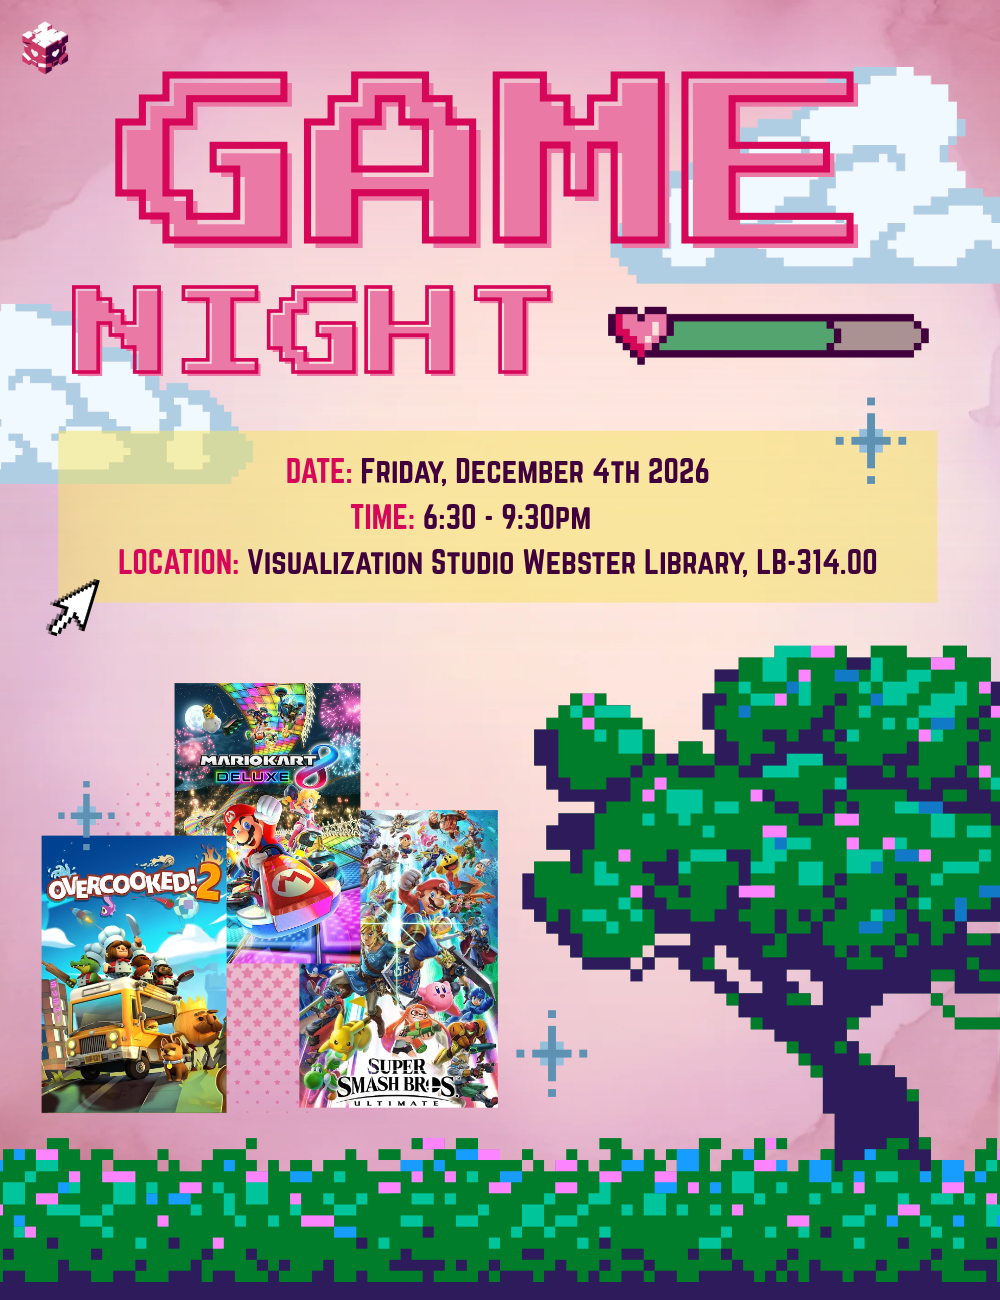 GAME
NIGHT
DATE: FRIDAY, DECEMBER 4TH 2026
TIME: 6:30 - 9:30PM
LOCATION: VISUALIZATION STUDIO WEBSTER LIBRARY, LB-314.00
MARIOKART 8
DELUXE
OVERCOOKED! 2
SUPER
SMASH BROS.
ULTIMATE